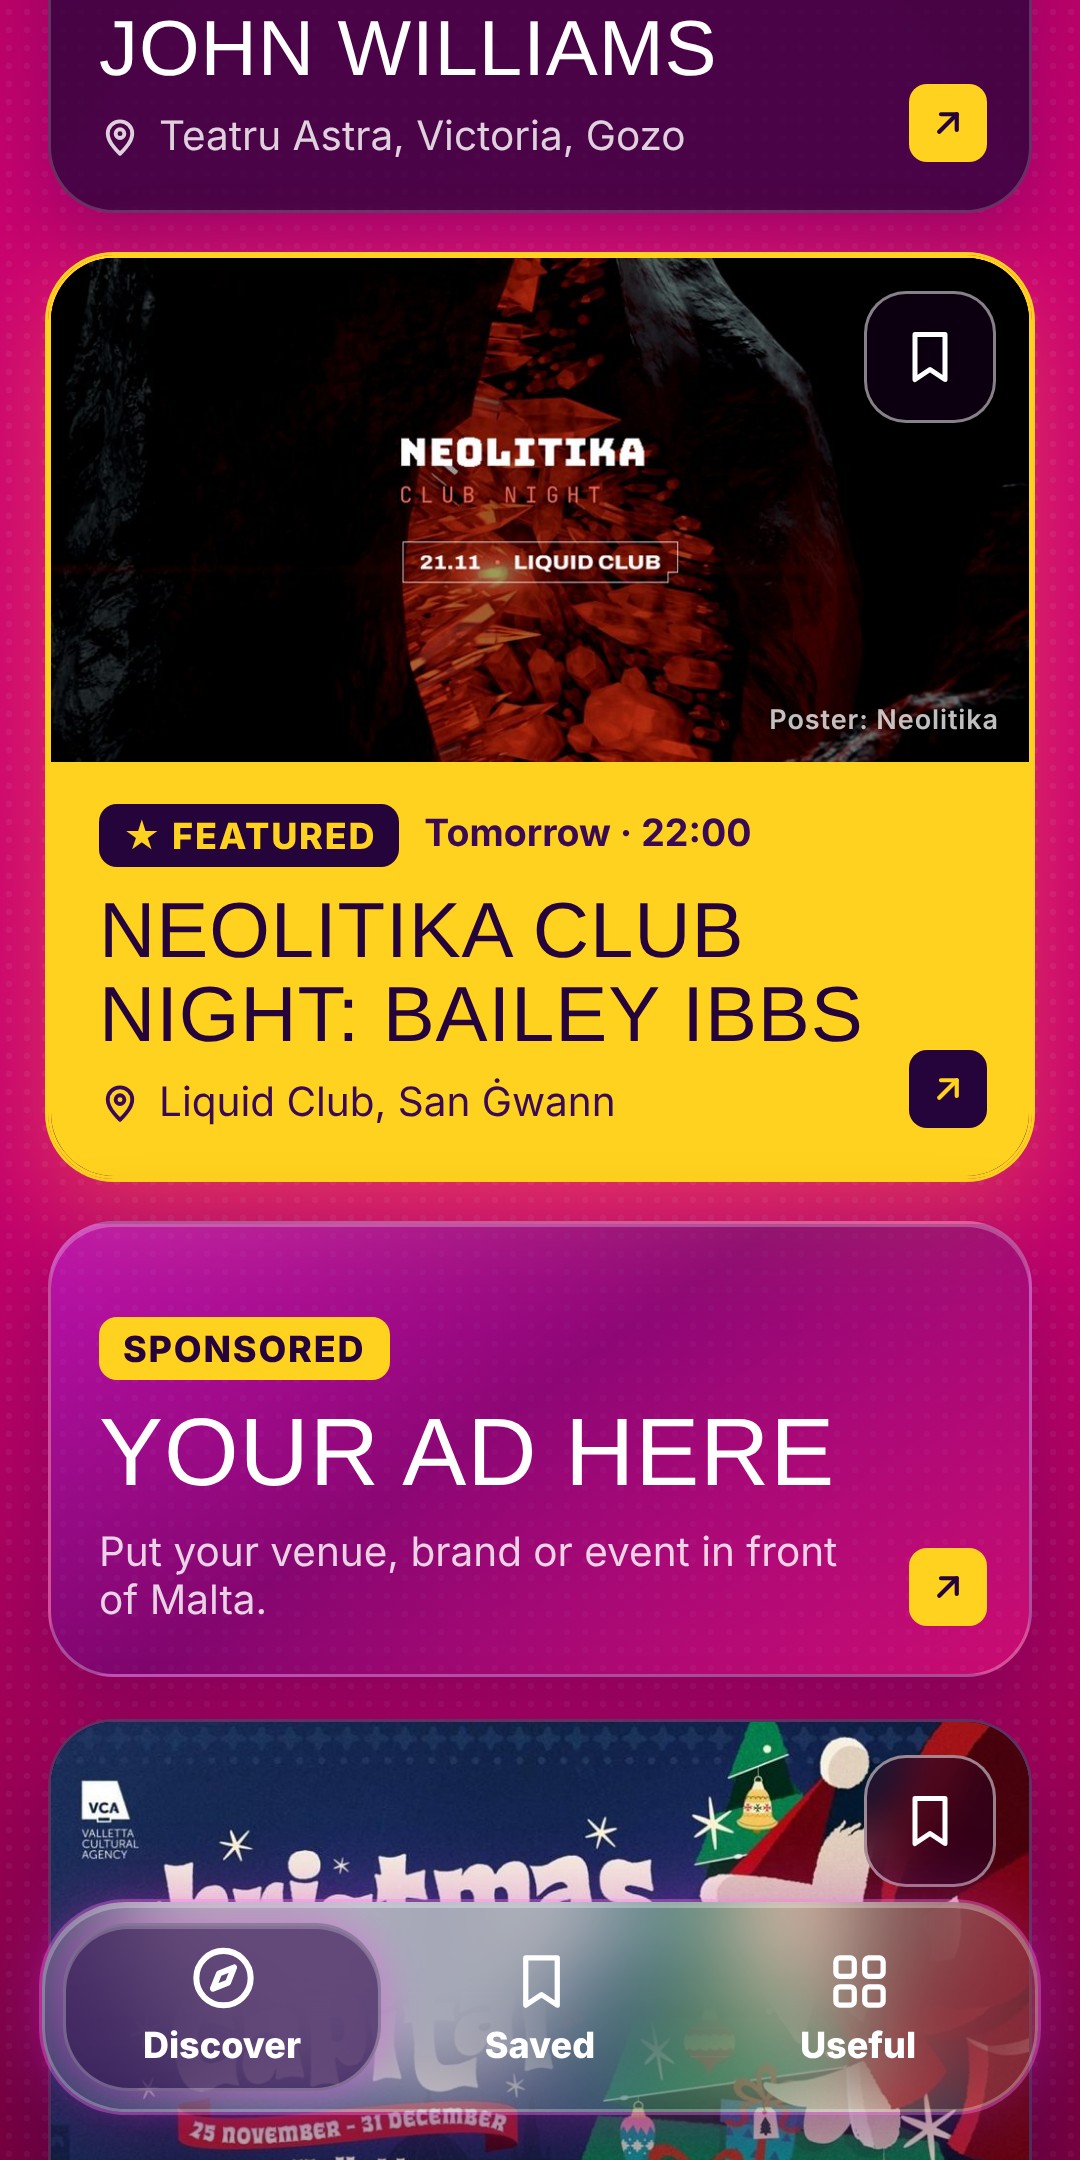 JOHN WILLIAMS
Teatru Astra, Victoria, Gozo
NEOLITIKA
CLUB NIGHT
21.11 · LIQUID CLUB
Poster: Neolitika
★ FEATURED Tomorrow · 22:00
NEOLITIKA CLUB
NIGHT: BAILEY IBBS
Liquid Club, San Ġwann
SPONSORED
YOUR AD HERE
Put your venue, brand or event in front
of Malta.
VCA
VALLETTA
CULTURAL
AGENCY
Discover Saved Useful
25 NOVEMBER - 31 DECEMBER